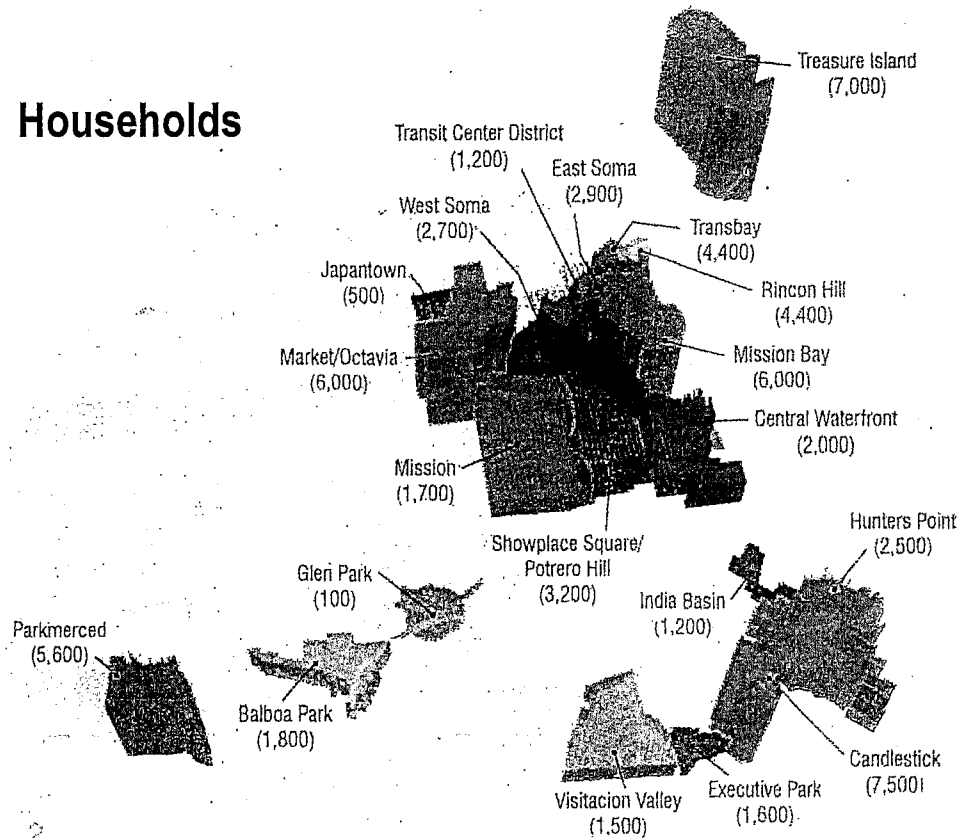 Households
Treasure Island
(7,000)
Transit Center District
(1,200)
East Soma
(2,900)
West Soma
(2,700)
Transbay
(4,400)
Japantown
(500)
Rincon Hill
(4,400)
Market/Octavia
(6,000)
Mission Bay
(6,000)
Central Waterfront
(2,000)
Mission
(1,700)
Showplace Square/
Potrero Hill
(3,200)
Hunters Point
(2,500)
Glen Park
(100)
India Basin
(1,200)
Parkmerced
(5,600)
Balboa Park
(1,800)
Candlestick
(7,500)
Executive Park
(1,600)
Visitacion Valley
(1,500)